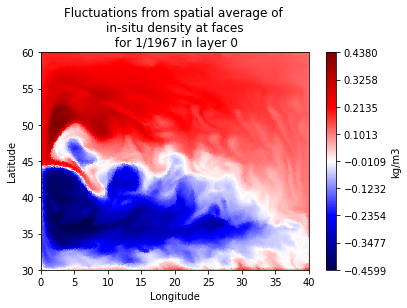 Fluctuations from spatial average of
in-situ density at faces
for 1/1967 in layer 0
60
55
50
45
40
35
30
Latitude
0 5 10 15 20 25 30 35 40
Longitude
0.4380
0.3258
0.2135
0.1013
−0.0109
−0.1232
−0.2354
−0.3477
−0.4599
kg/m3